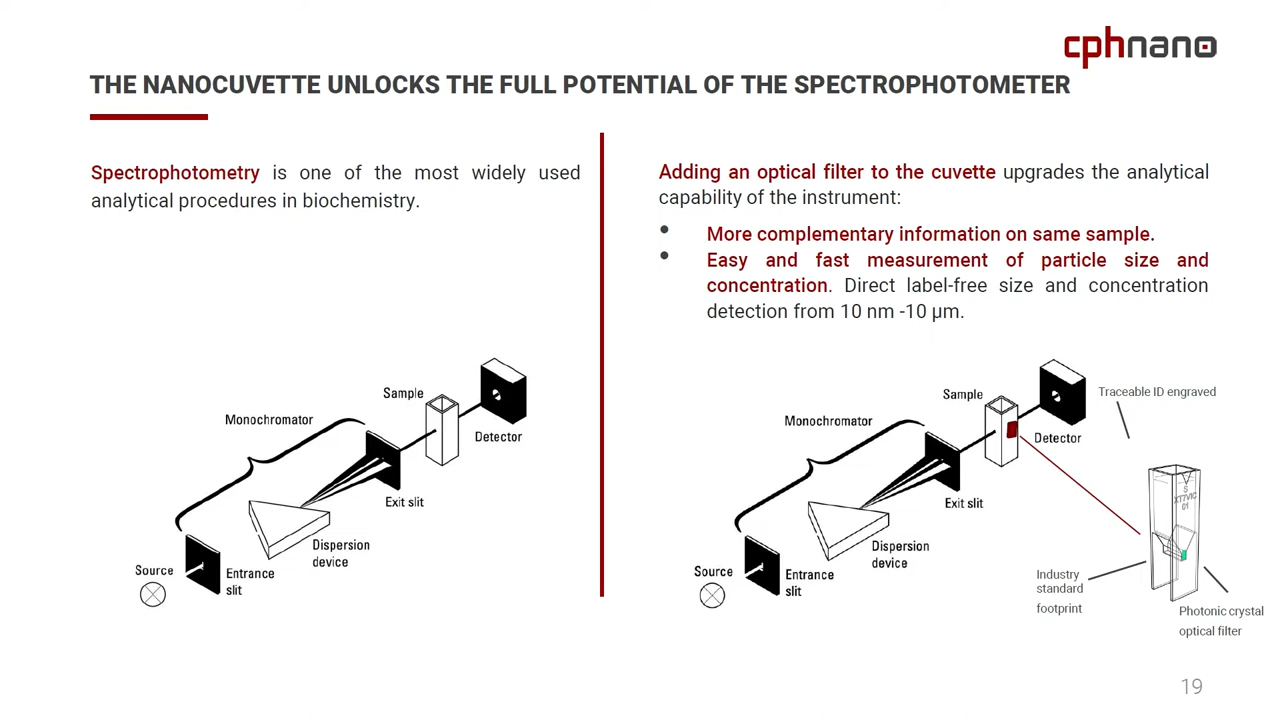 cphnano
THE NANOCUVETTE UNLOCKS THE FULL POTENTIAL OF THE SPECTROPHOTOMETER
Spectrophotometry is one of the most widely used
analytical procedures in biochemistry.
Sample
Monochromator
Detector
Exit slit
Dispersion
device
Source
Entrance
slit
Adding an optical filter to the cuvette upgrades the analytical
capability of the instrument:
• More complementary information on same sample.
• Easy and fast measurement of particle size and
concentration. Direct label-free size and concentration
detection from 10 nm -10 µm.
Sample
Traceable ID engraved
Monochromator
Detector
Exit slit
S
XT7VIC
01
Dispersion
device
Source
Entrance
slit
Industry
standard
footprint
Photonic crystal
optical filter
19